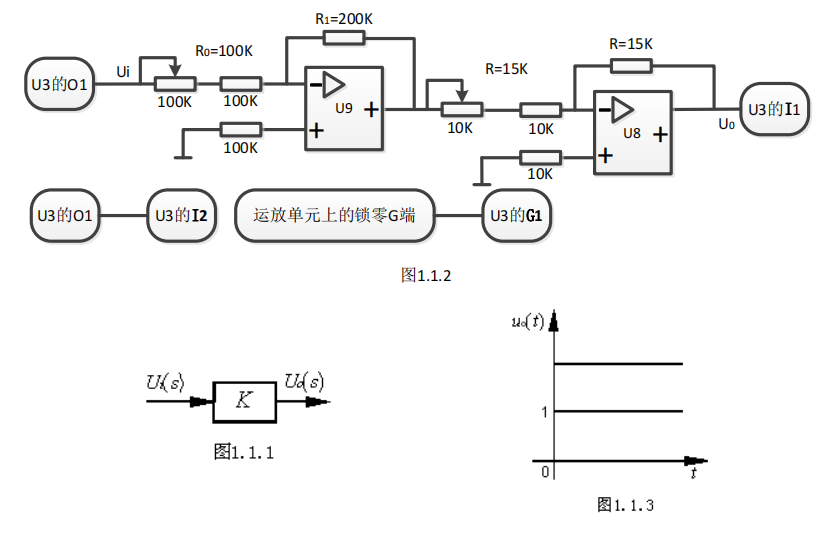 R₁=200K
R₀=100K
U3的O1
Ui
100K
100K
100K
U9
R=15K
10K
10K
10K
R=15K
U8
U₀
U3的I1
U3的O1
U3的I2
运放单元上的锁零G端
U3的G1
图1.1.2
Uᵢ(s)
K
U₀(s)
图1.1.1
u₀(t)
1
0
t
图1.1.3